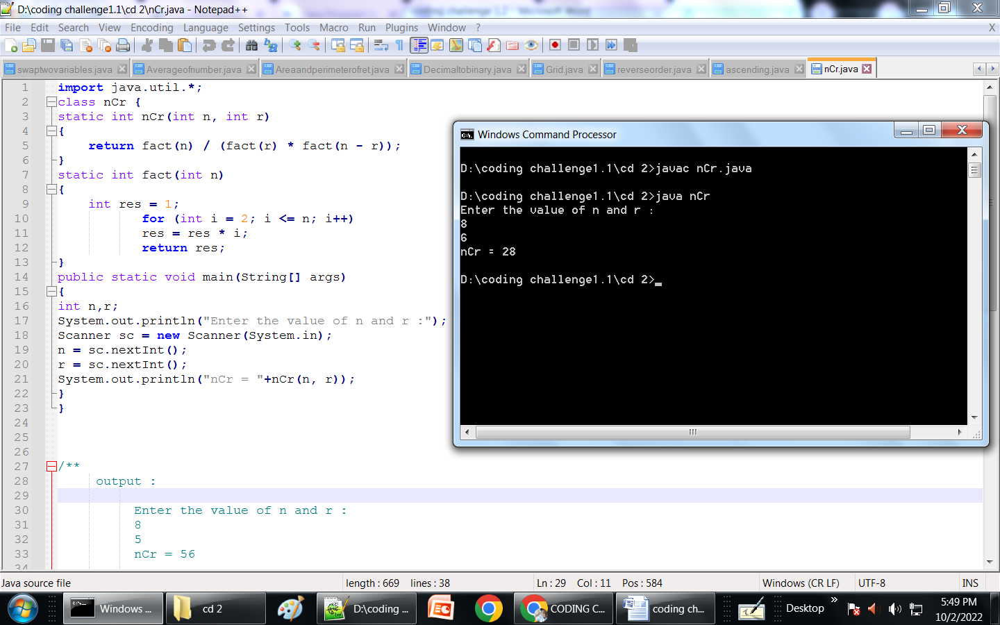 D:\coding challenge1.1\cd 2\nCr.java - Notepad++
File Edit Search View Encoding Language Settings Tools Macro Run Plugins Window ? X
swaptwovariables.java Averageofnumber.java Areaandperimeterofret.java Decimaltobinary.java Grid.java reverseorder.java ascending.java nCr.java
1 import java.util.*;
2 class nCr {
3 static int nCr(int n, int r)
4 {
5 return fact(n) / (fact(r) * fact(n - r));
6 }
7 static int fact(int n)
8 {
9 int res = 1;
10 for (int i = 2; i <= n; i++)
11 res = res * i;
12 return res;
13 }
14 public static void main(String[] args)
15 {
16 int n,r;
17 System.out.println("Enter the value of n and r :");
18 Scanner sc = new Scanner(System.in);
19 n = sc.nextInt();
20 r = sc.nextInt();
21 System.out.println("nCr = "+nCr(n, r));
22 }
23 }
24
25
26
27 /**
28 output :
29
30 Enter the value of n and r :
31 8
32 5
33 nCr = 56
34
Windows Command Processor
D:\coding challenge1.1\cd 2>javac nCr.java
D:\coding challenge1.1\cd 2>java nCr
Enter the value of n and r :
8
6
nCr = 28
D:\coding challenge1.1\cd 2>
Java source file length : 669 lines : 38 Ln : 29 Col : 11 Pos : 584 Windows (CR LF) UTF-8 INS
Windows ... cd 2 D:\coding ... CODING C... coding ch... Desktop 5:49 PM
10/2/2022